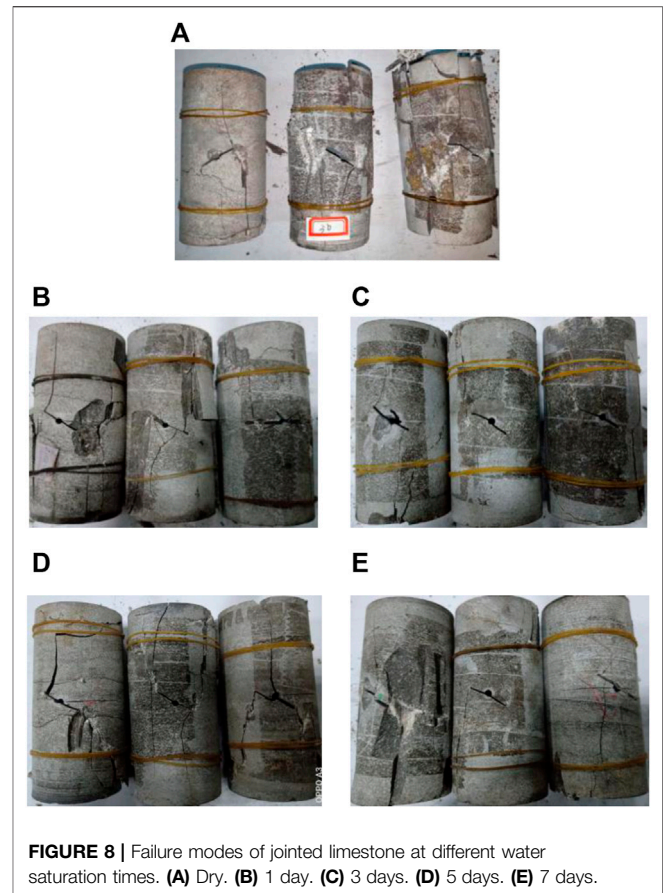 A
B
C
D
E
FIGURE 8 | Failure modes of jointed limestone at different water
saturation times. (A) Dry. (B) 1 day. (C) 3 days. (D) 5 days. (E) 7 days.